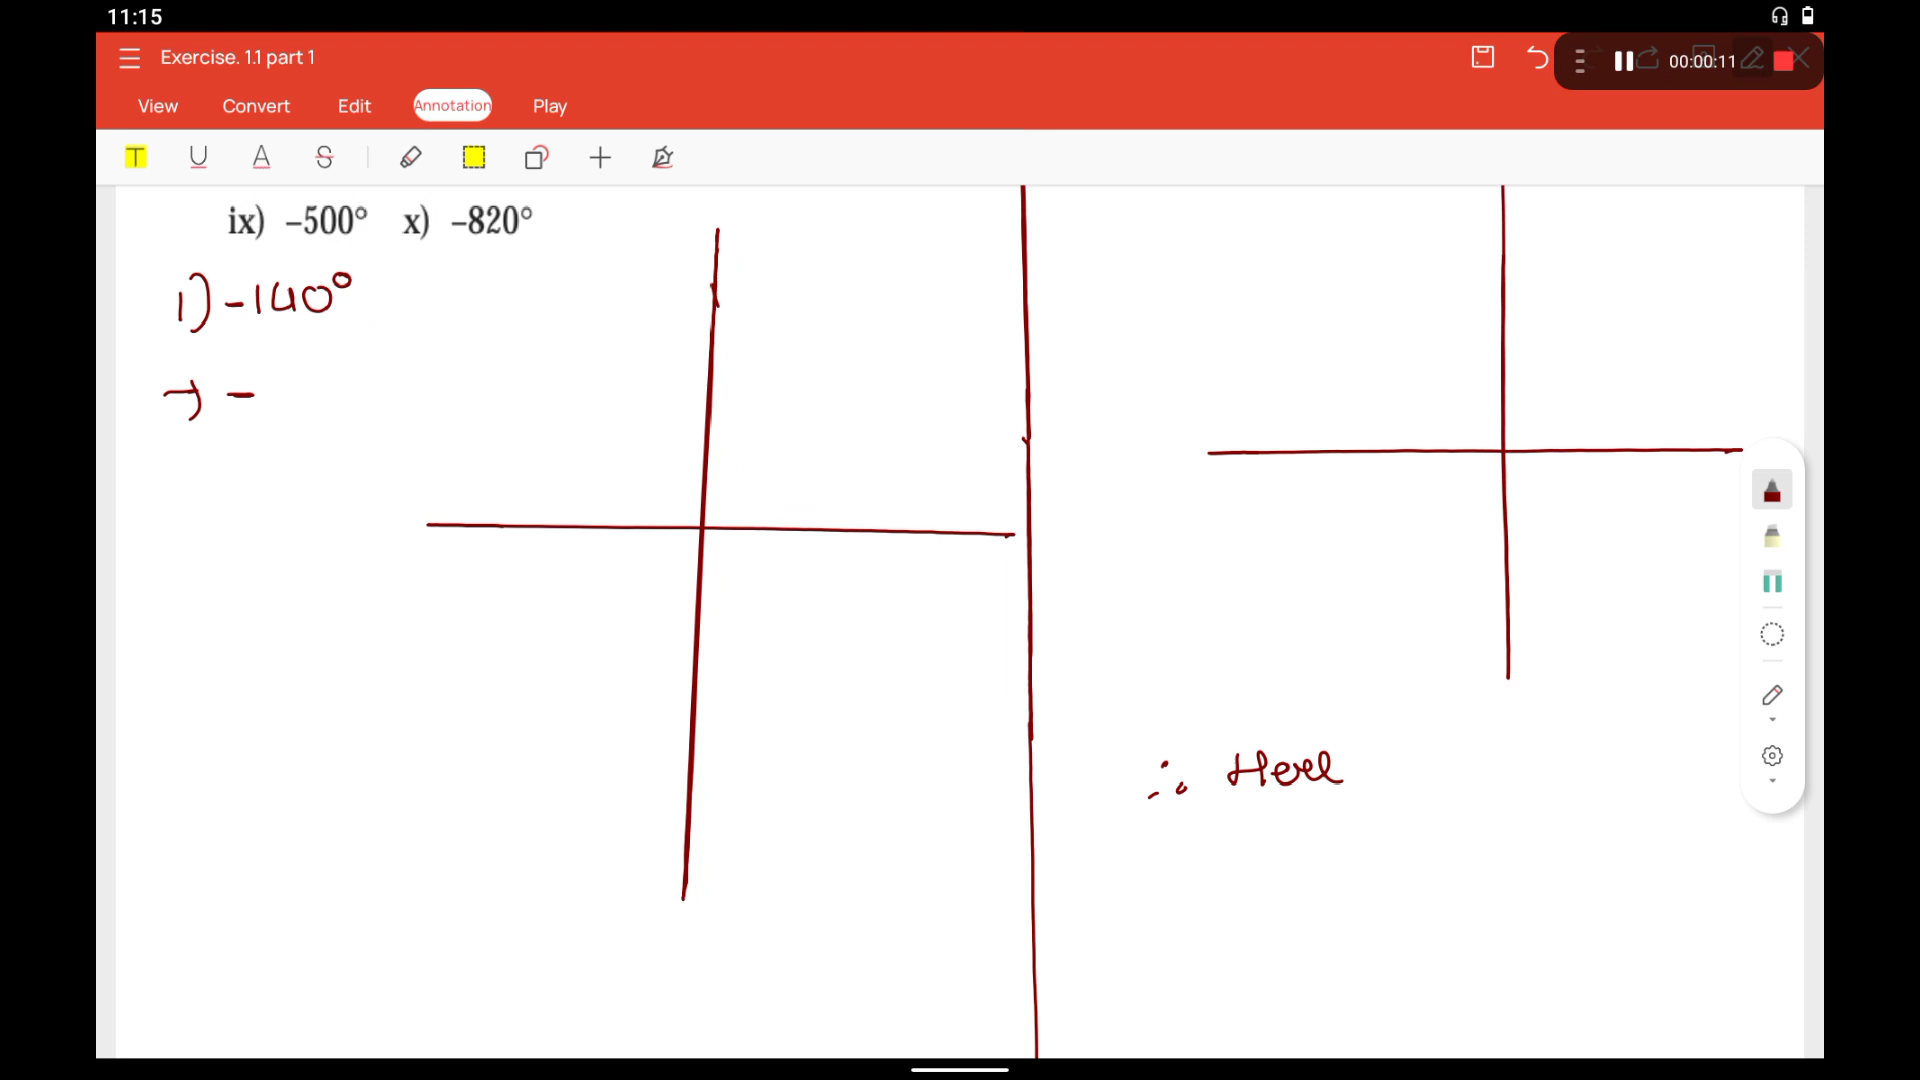 11:15
Exercise. 1.1 part 1
00:00:11
View Convert Edit Annotation Play
T U A S
ix) –500° x) –820°
1) -140°
→ -
∴ Here